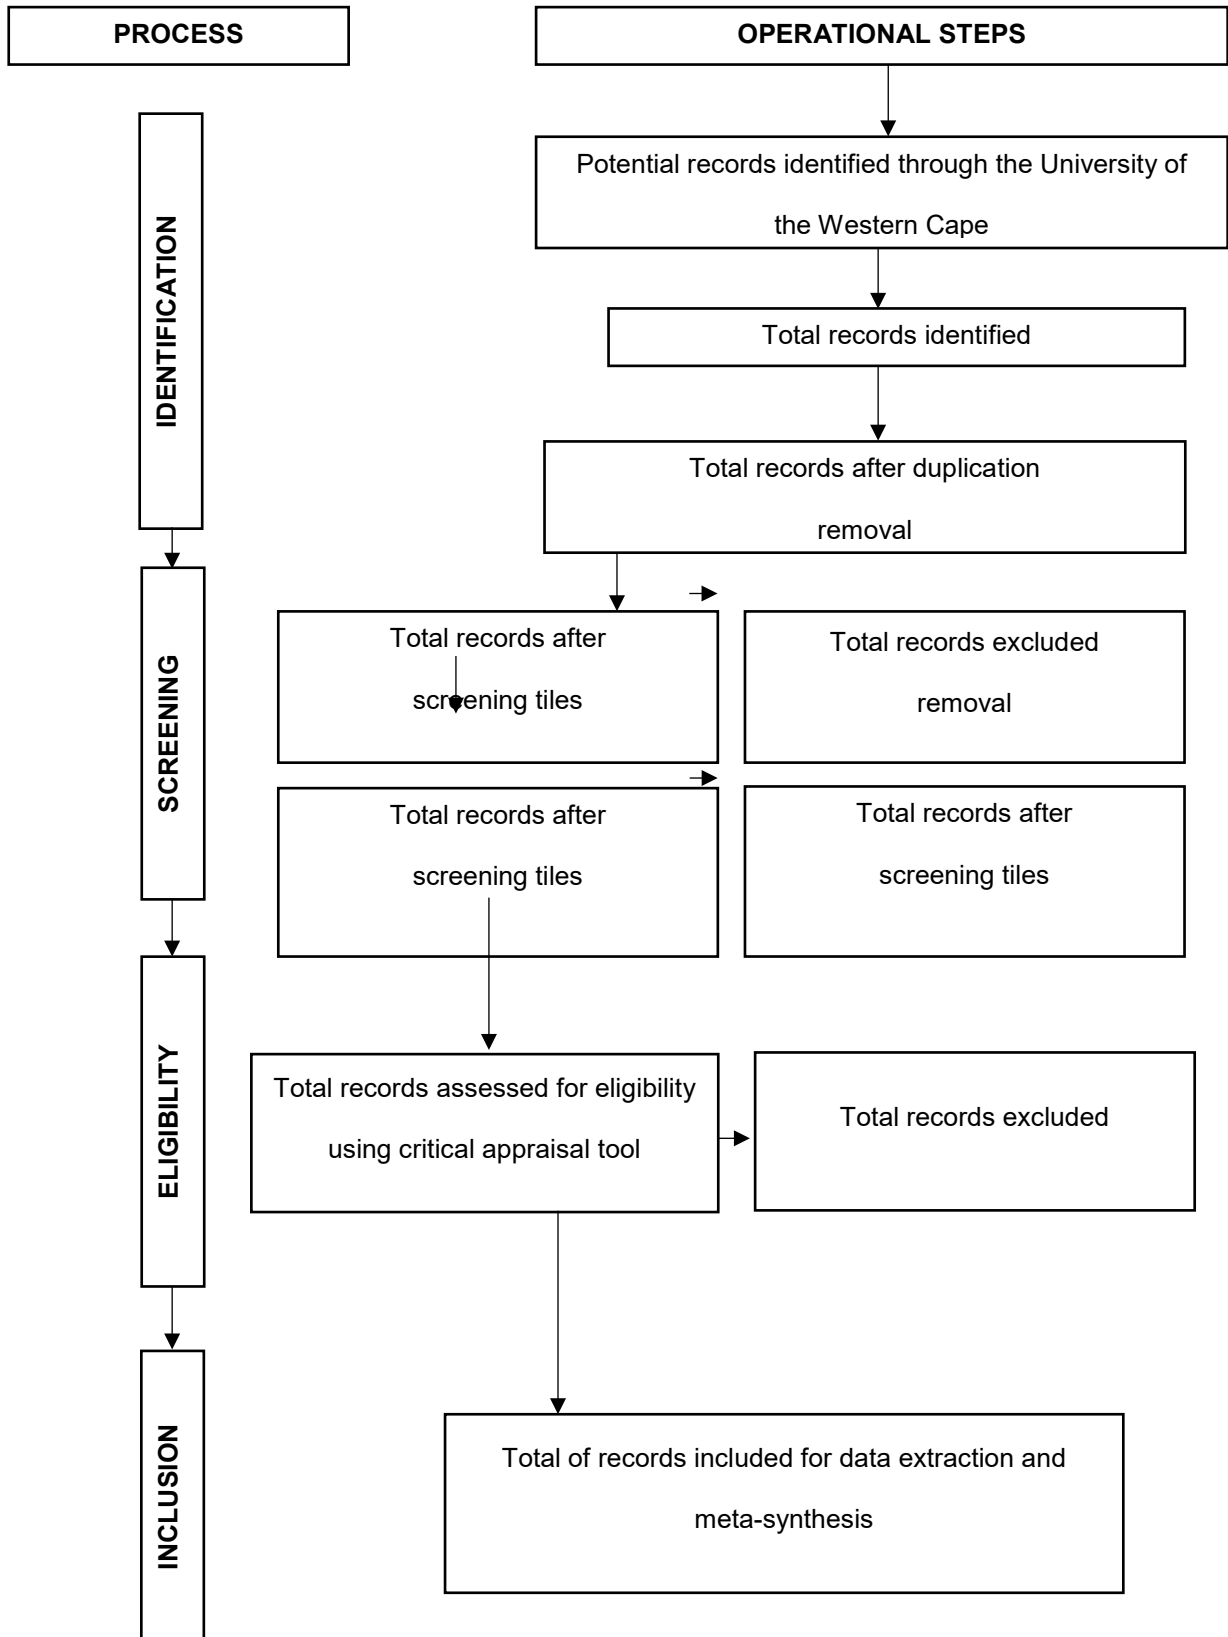 PROCESS
OPERATIONAL STEPS
IDENTIFICATION
Potential records identified through the University of
the Western Cape
Total records identified
Total records after duplication
removal
SCREENING
Total records after
screening tiles
Total records excluded
removal
Total records after
screening tiles
Total records after
screening tiles
ELIGIBILITY
Total records assessed for eligibility
using critical appraisal tool
Total records excluded
INCLUSION
Total of records included for data extraction and
meta-synthesis